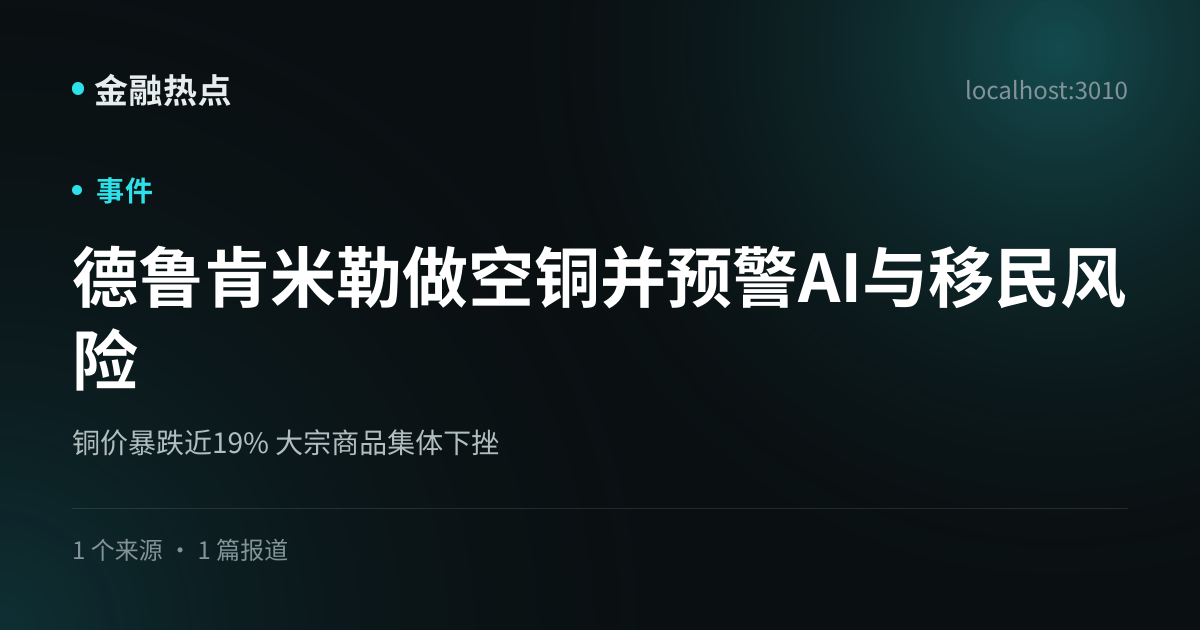 金融热点
localhost:3010
事件
德鲁肯米勒做空铜并预警AI与移民风
险
铜价暴跌近19% 大宗商品集体下挫
1 个来源 · 1 篇报道